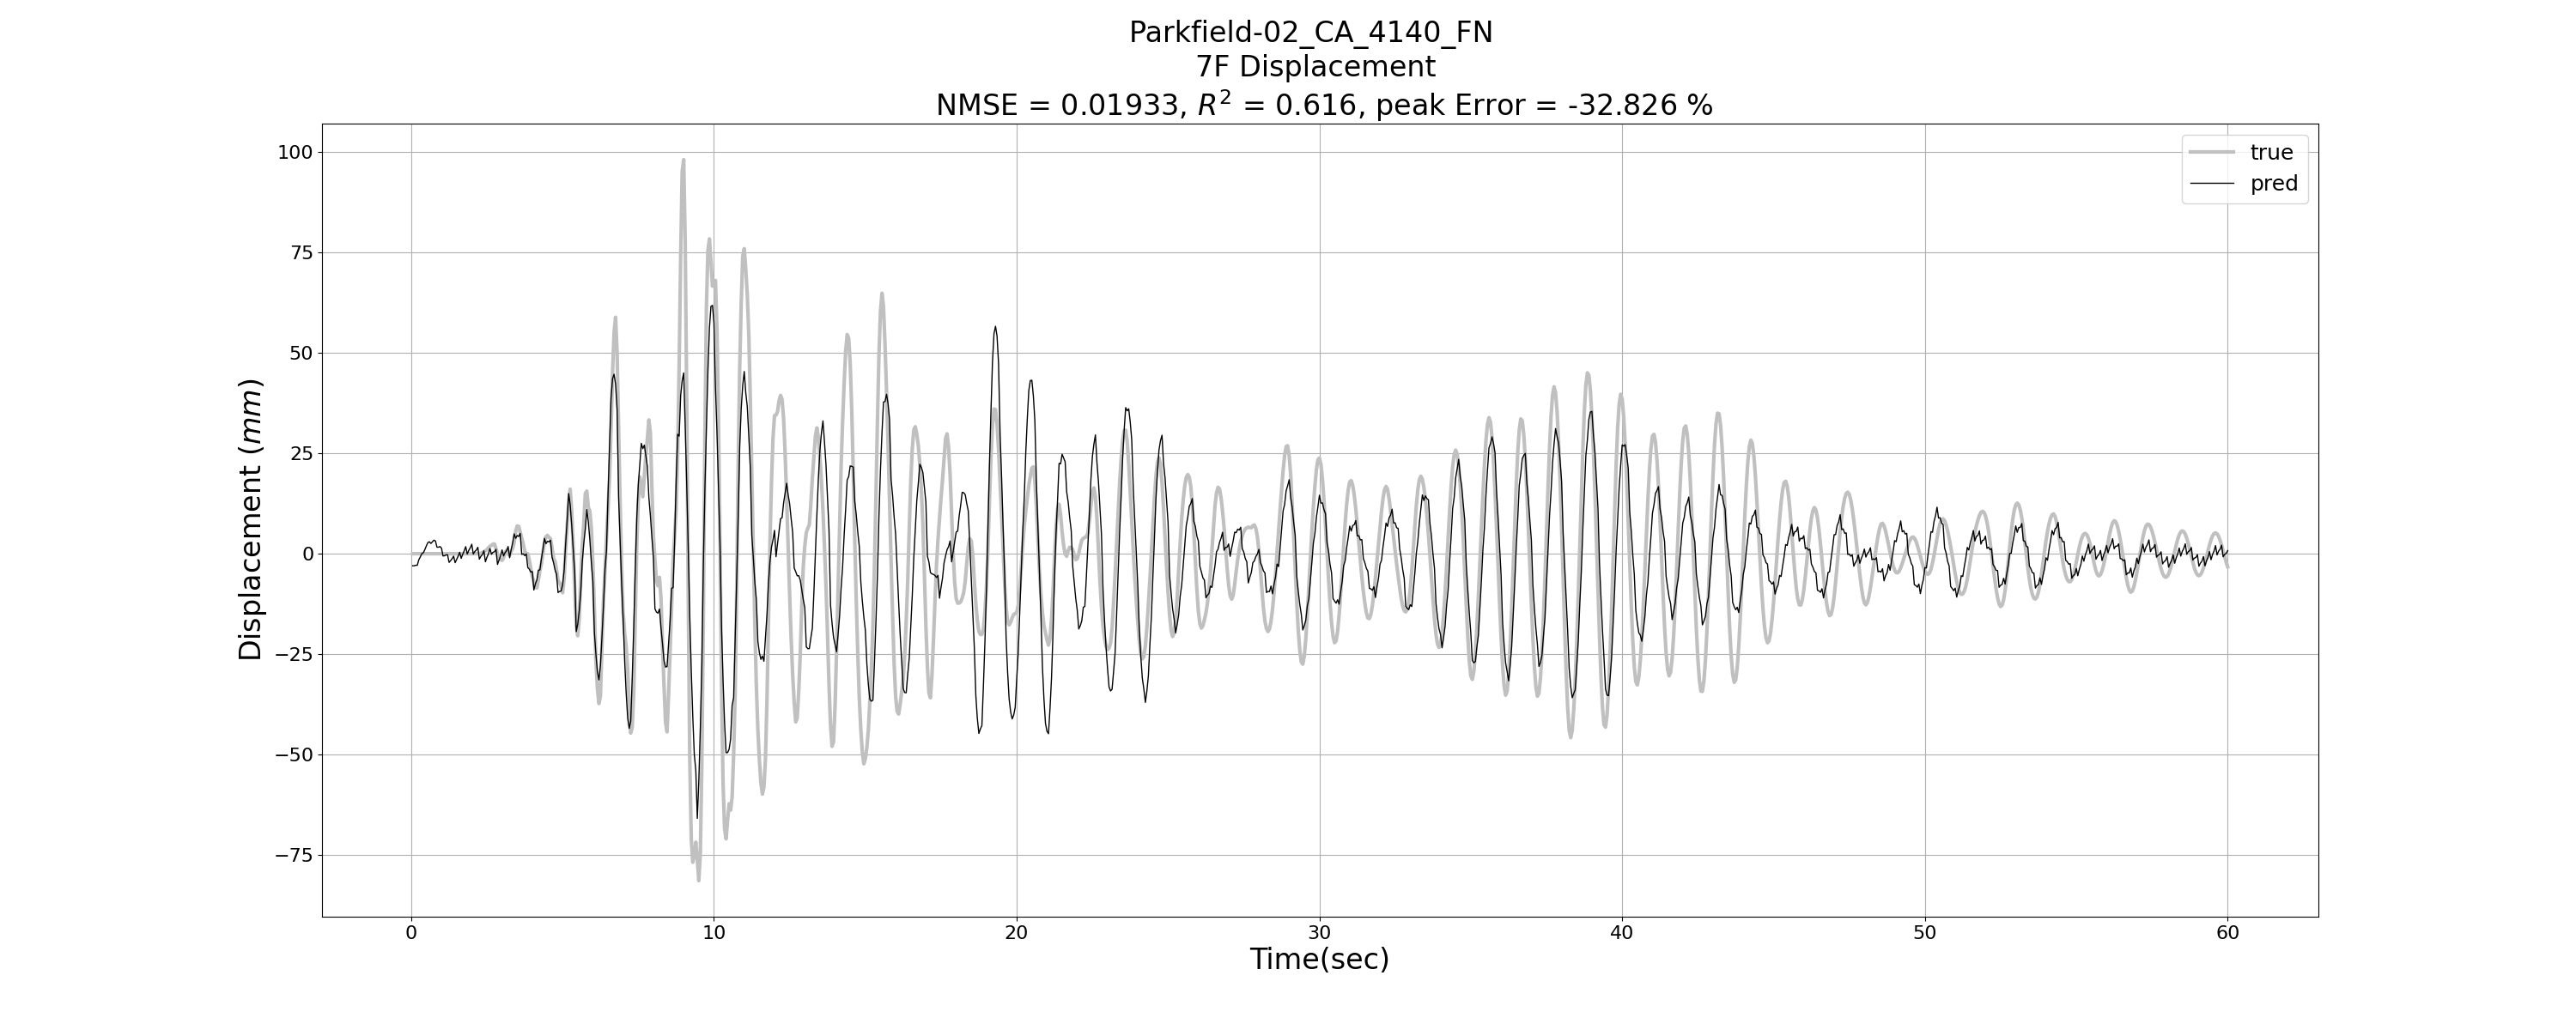 Parkfield-02_CA_4140_FN
7F Displacement
NMSE = 0.01933, R² = 0.616, peak Error = -32.826 %
true
pred
100
75
50
25
0
−25
−50
−75
Displacement (mm)
0 10 20 30 40 50 60
Time(sec)